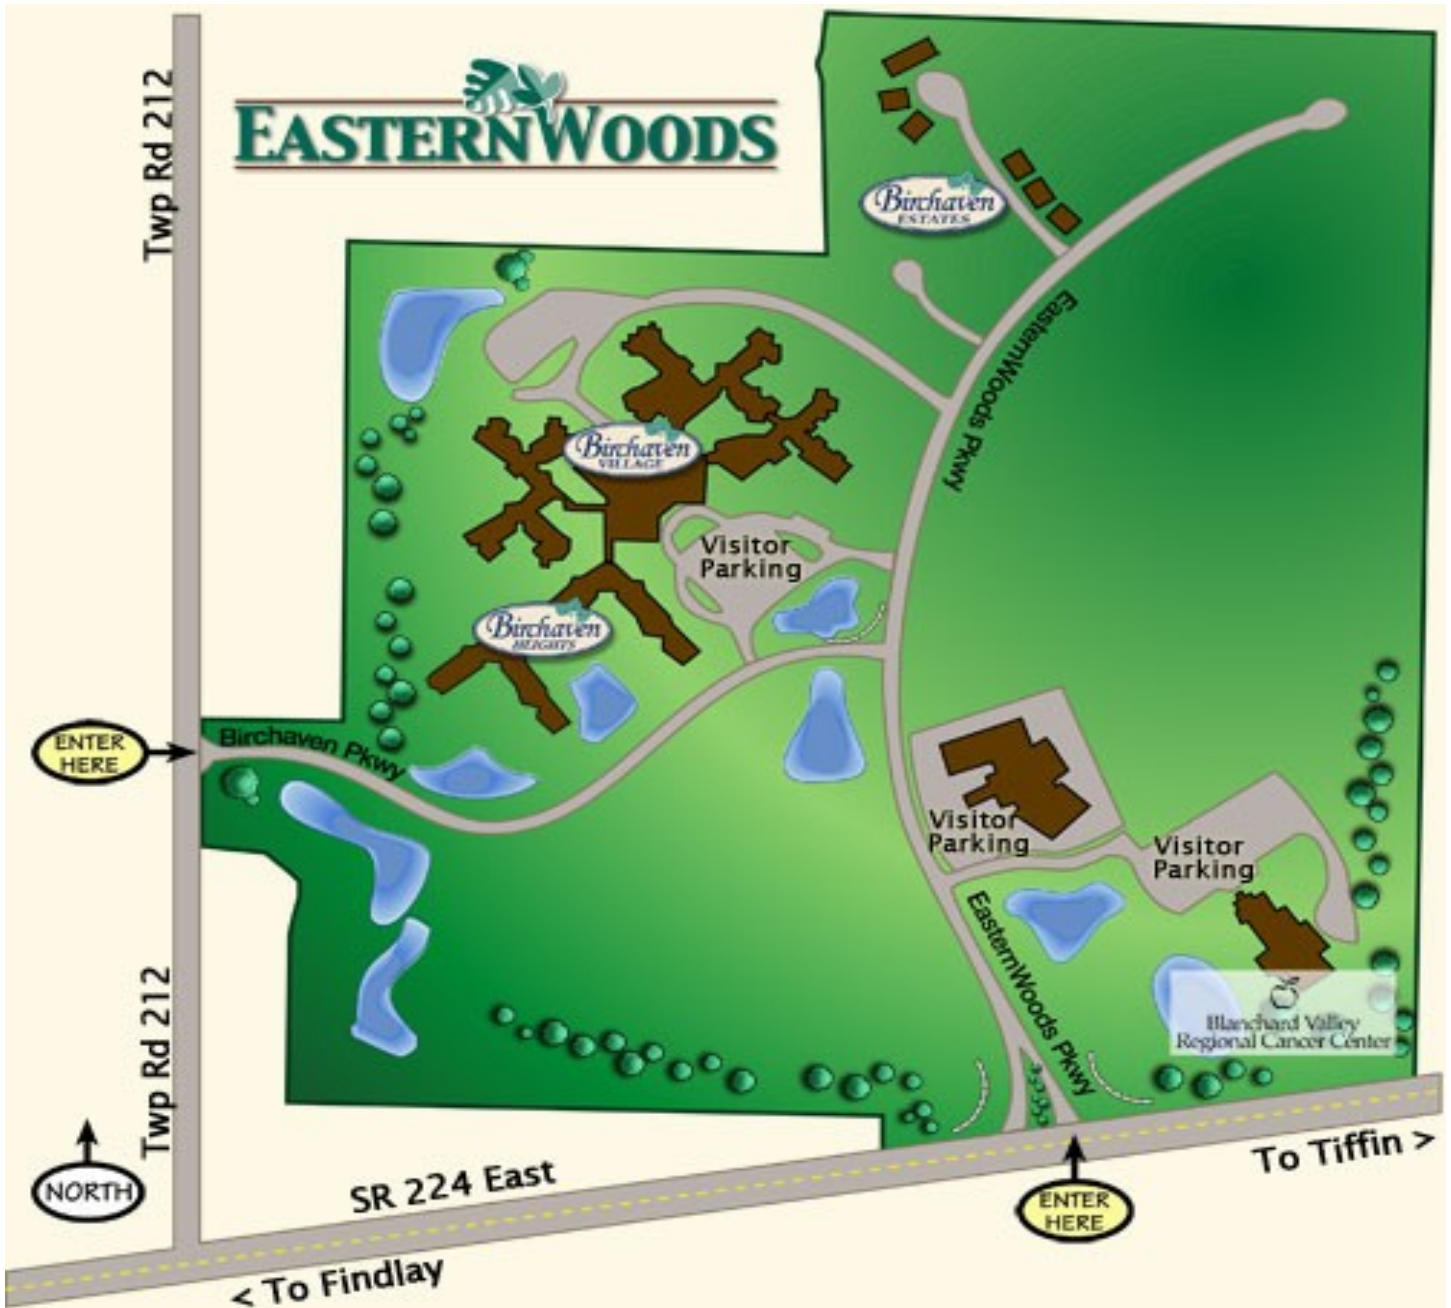 Twp Rd 212
EASTERNWOODS
Birchaven
ESTATES
EasternWoods Pkwy
Birchaven
VILLAGE
Visitor
Parking
Birchaven
HEIGHTS
ENTER
HERE
Birchaven Pkwy
Visitor
Parking
Visitor
Parking
EasternWoods Pkwy
Blanchard Valley
Regional Cancer Center
Twp Rd 212
NORTH
SR 224 East
To Tiffin >
ENTER
HERE
< To Findlay